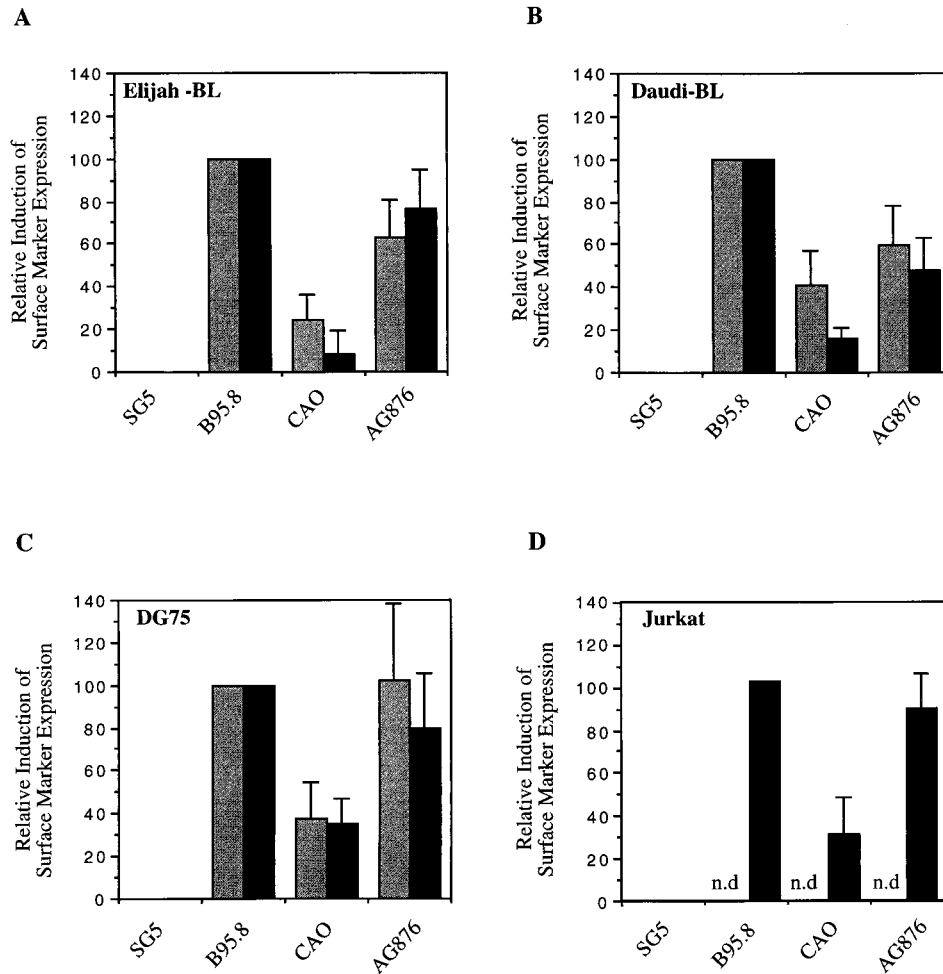 A
Elijah -BL
Relative Induction of
Surface Marker Expression
140
120
100
80
60
40
20
0
SG5
B95.8
CAO
AG876
B
Daudi-BL
Relative Induction of
Surface Marker Expression
140
120
100
80
60
40
20
0
SG5
B95.8
CAO
AG876
C
DG75
Relative Induction of
Surface Marker Expression
140
120
100
80
60
40
20
0
SG5
B95.8
CAO
AG876
D
Jurkat
Relative Induction of
Surface Marker Expression
140
120
100
80
60
40
20
0
n.d
n.d
n.d
SG5
B95.8
CAO
AG876